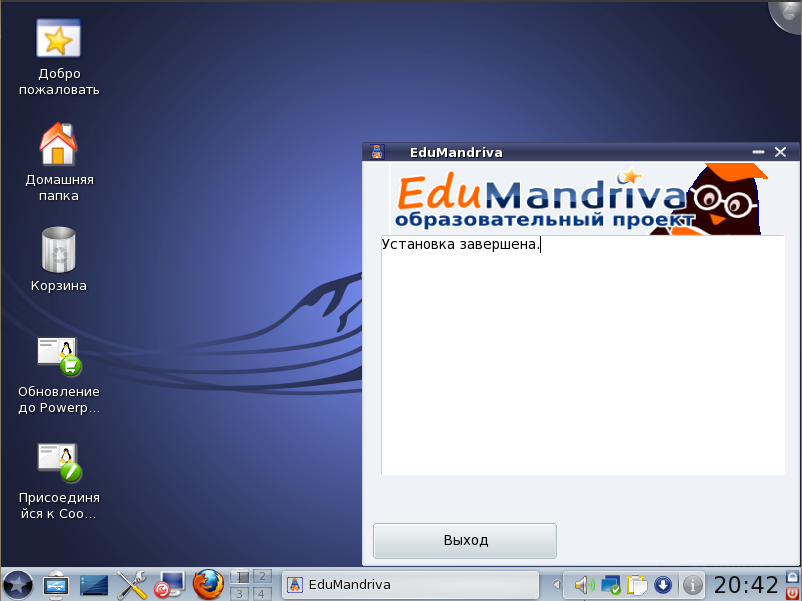 Добро
пожаловать
Домашняя
папка
Корзина
Обновление
до Powerp...
Присоединя
йся к Соо...
EduMandriva
EduMandriva
образовательный проект
Установка завершена.
Выход
1 2
3 4
EduMandriva
20:42